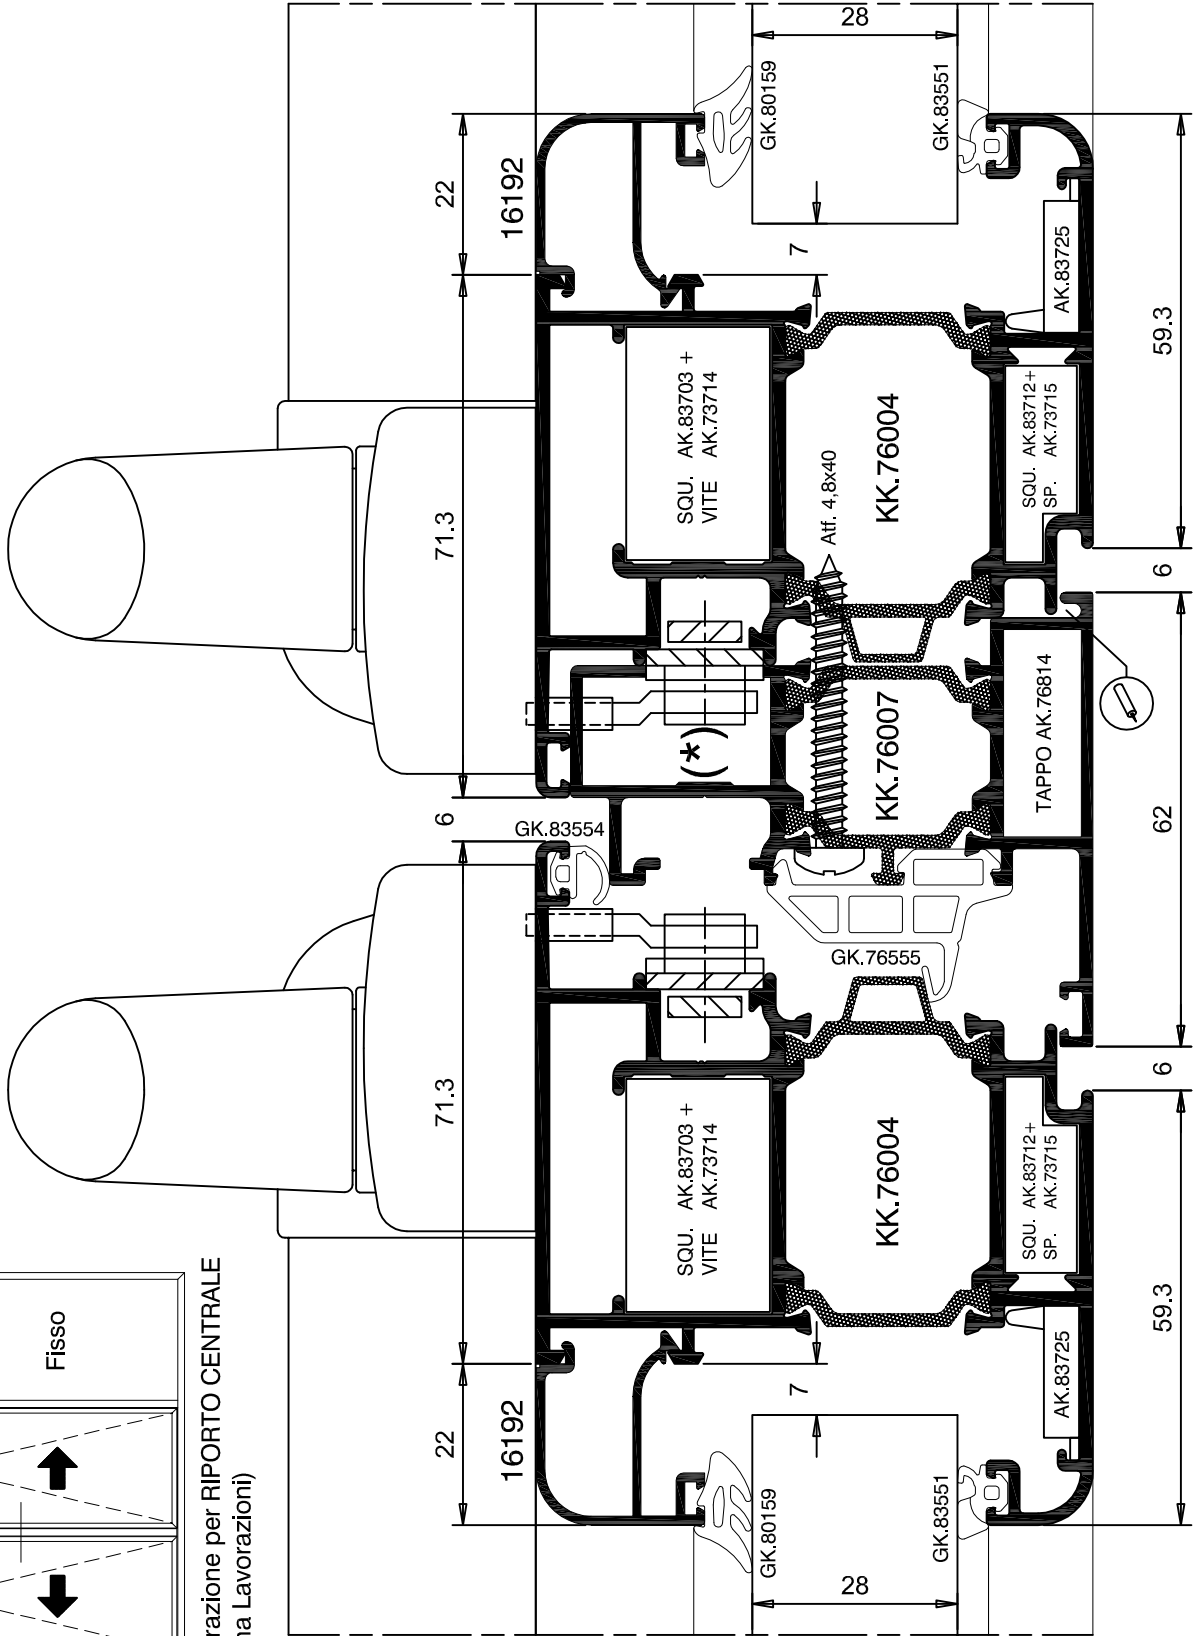 28
GK.80159
GK.83551
22
16192
7
AK.83725
59.3
71.3
SQU. AK.83703 +
VITE AK.73714
KK.76004
SQU. AK.83712+
SP. AK.73715
Atf. 4,8x40
6
6
(*)
KK.76007
TAPPO AK.76814
GK.83554
62
GK.76555
6
71.3
SQU. AK.83703 +
VITE AK.73714
KK.76004
SQU. AK.83712+
SP. AK.73715
59.3
22
16192
7
AK.83725
GK.80159
GK.83551
28
Fisso
per RIPORTO CENTRALE
Lavorazioni)